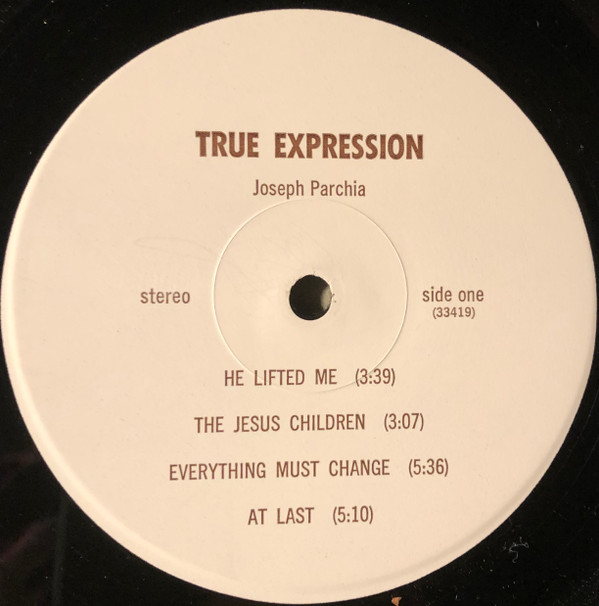 TRUE EXPRESSION
Joseph Parchia
stereo
side one
(33419)
HE LIFTED ME (3:39)
THE JESUS CHILDREN (3:07)
EVERYTHING MUST CHANGE (5:36)
AT LAST (5:10)